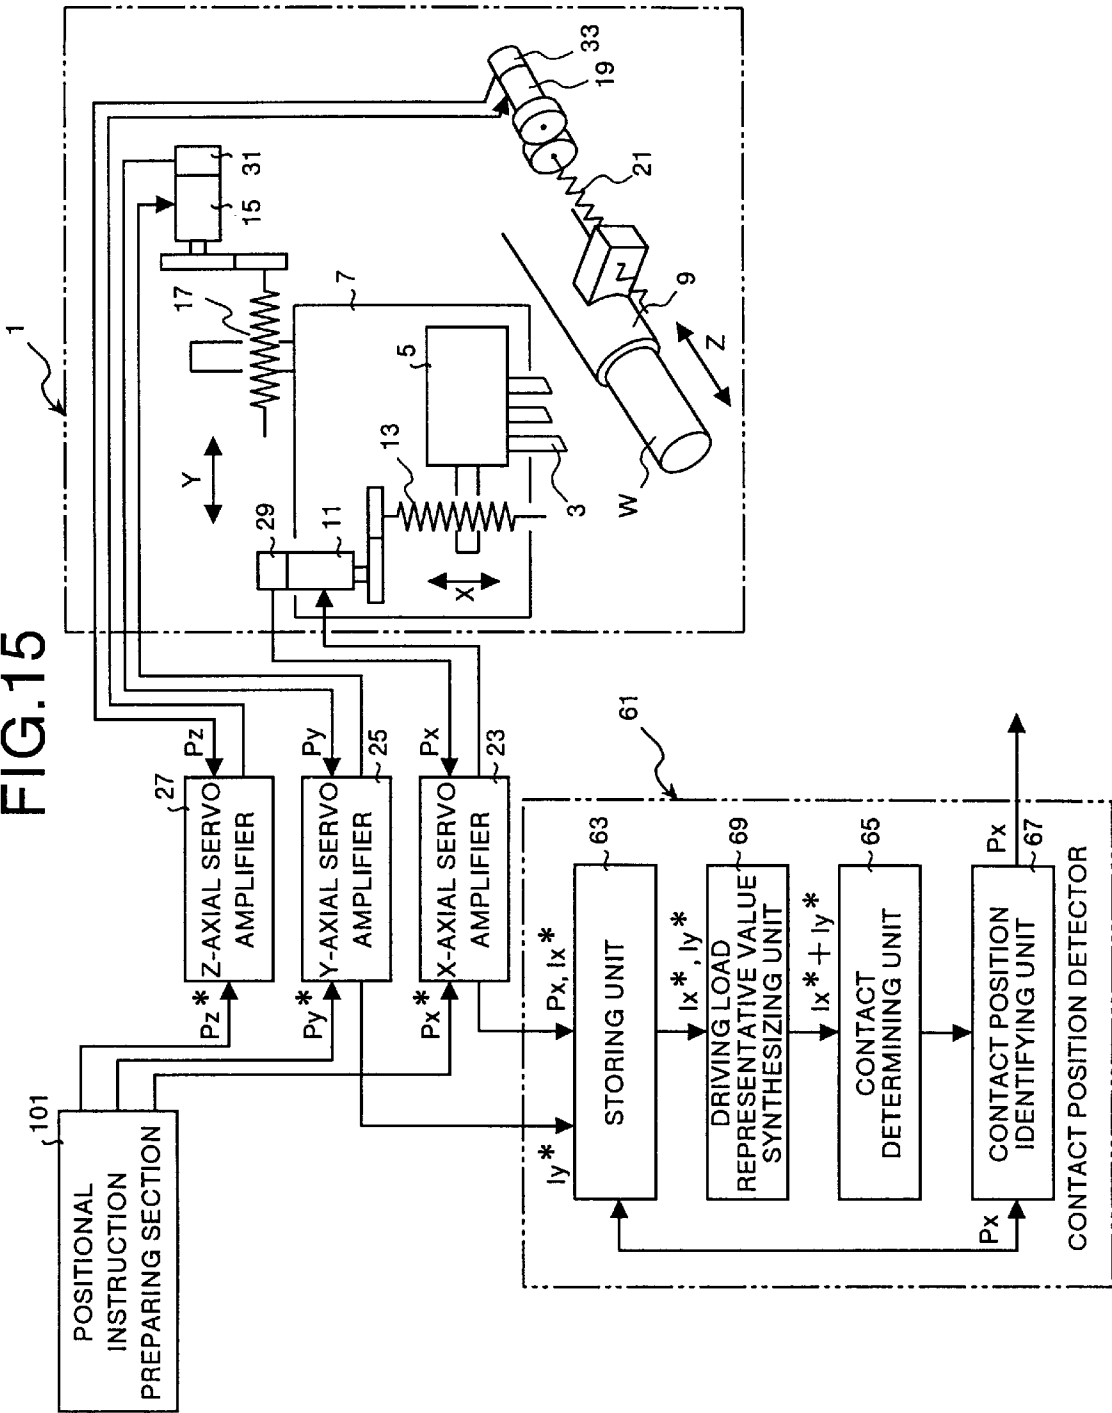 FIG.15
101
POSITIONAL
INSTRUCTION
PREPARING SECTION
Pz*
Py*
Px*
27
Z-AXIAL SERVO
AMPLIFIER
Pz
Y-AXIAL SERVO
AMPLIFIER
25
Py
X-AXIAL SERVO
AMPLIFIER
23
Px
1
Y
17
15
31
7
29
11
X
13
5
3
W
Z
Z
9
21
19
33
61
Iy*
Px, Ix*
STORING UNIT
63
Ix*, Iy*
DRIVING LOAD
REPRESENTATIVE VALUE
SYNTHESIZING UNIT
69
Ix*+Iy*
CONTACT
DETERMINING UNIT
65
Px
CONTACT POSITION
IDENTIFYING UNIT
67
Px
CONTACT POSITION DETECTOR